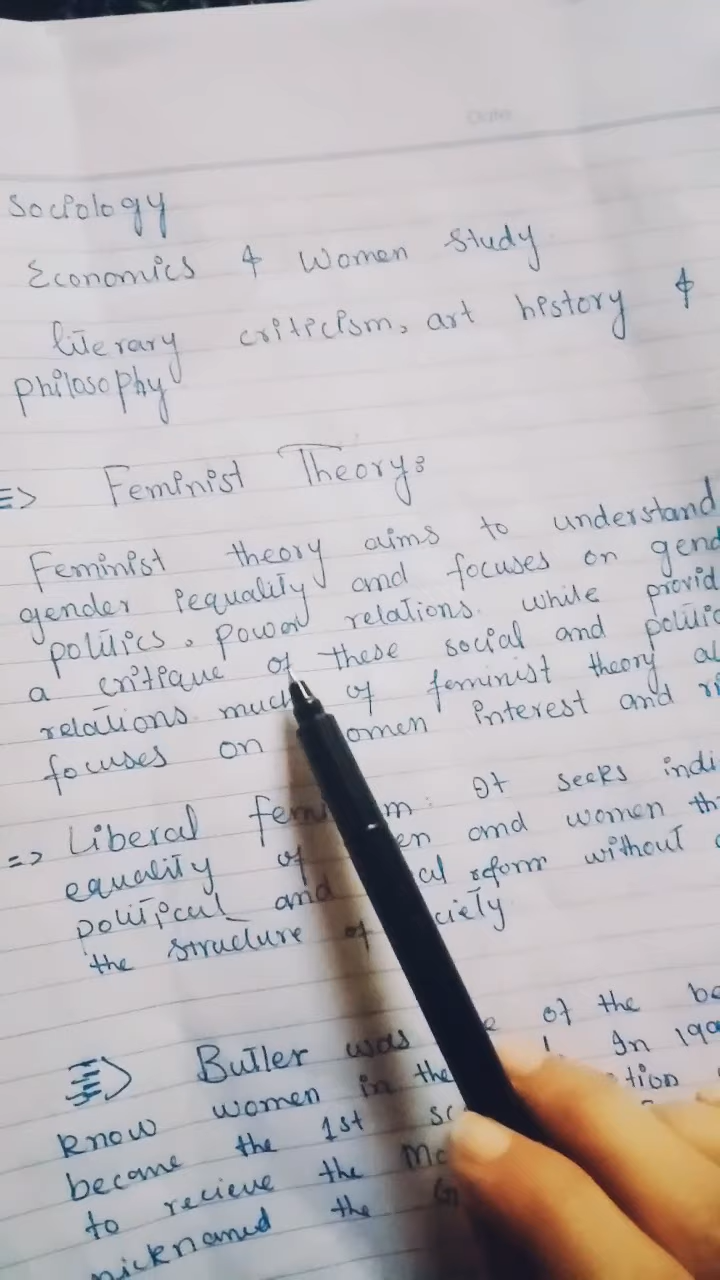 Date
Sociology
Economics & Women Study
literary criticism, art history &
philosophy
=> Feminist Theory:
Feminist theory aims to understand
gender inequality and focuses on gend
politics, power relations. While provid
a critique of these social and politic
relations much of feminist theory al
focuses on omen interest and ri
=> Liberal fem m: It seeks indi
equality of en and women th
political and al reform without
the structure of ciety
Butler was e of the be
know women in the tion
become the 1st sc
to recieve the Mc
nicknamed the G